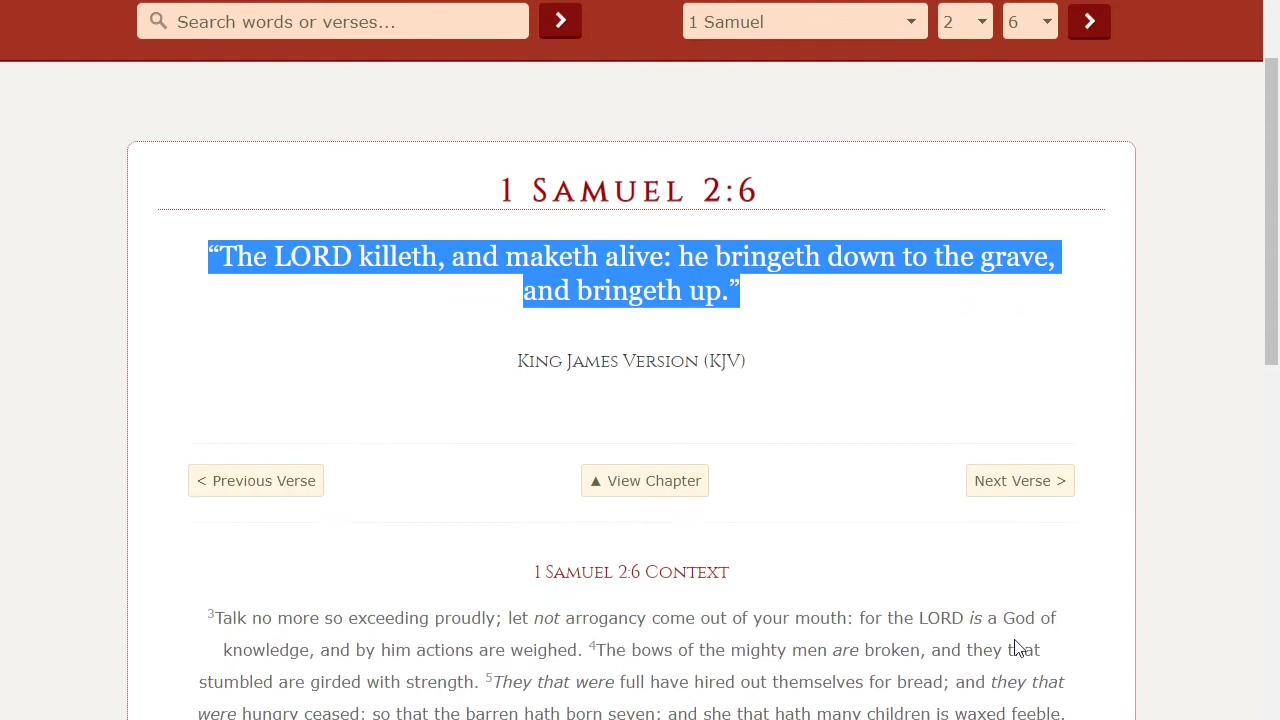 Search words or verses...
1 Samuel
2
6
1 Samuel 2:6
“The LORD killeth, and maketh alive: he bringeth down to the grave,
and bringeth up.”
King James Version (KJV)
< Previous Verse
▲ View Chapter
Next Verse >
1 Samuel 2:6 Context
3Talk no more so exceeding proudly; let not arrogancy come out of your mouth: for the LORD is a God of
knowledge, and by him actions are weighed. 4The bows of the mighty men are broken, and they that
stumbled are girded with strength. 5They that were full have hired out themselves for bread; and they that
were hungry ceased: so that the barren hath born seven; and she that hath many children is waxed feeble.